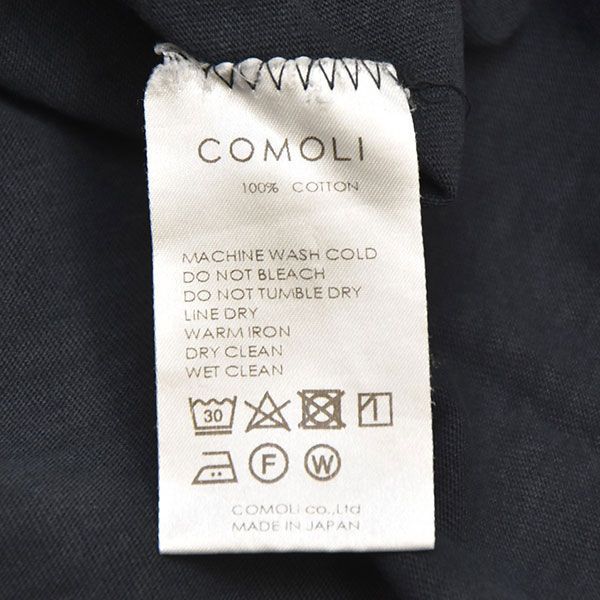 COMOLI
100% COTTON
MACHINE WASH COLD
DO NOT BLEACH
DO NOT TUMBLE DRY
LINE DRY
WARM IRON
DRY CLEAN
WET CLEAN
30
F W
COMOLI co.,Ltd
MADE IN JAPAN